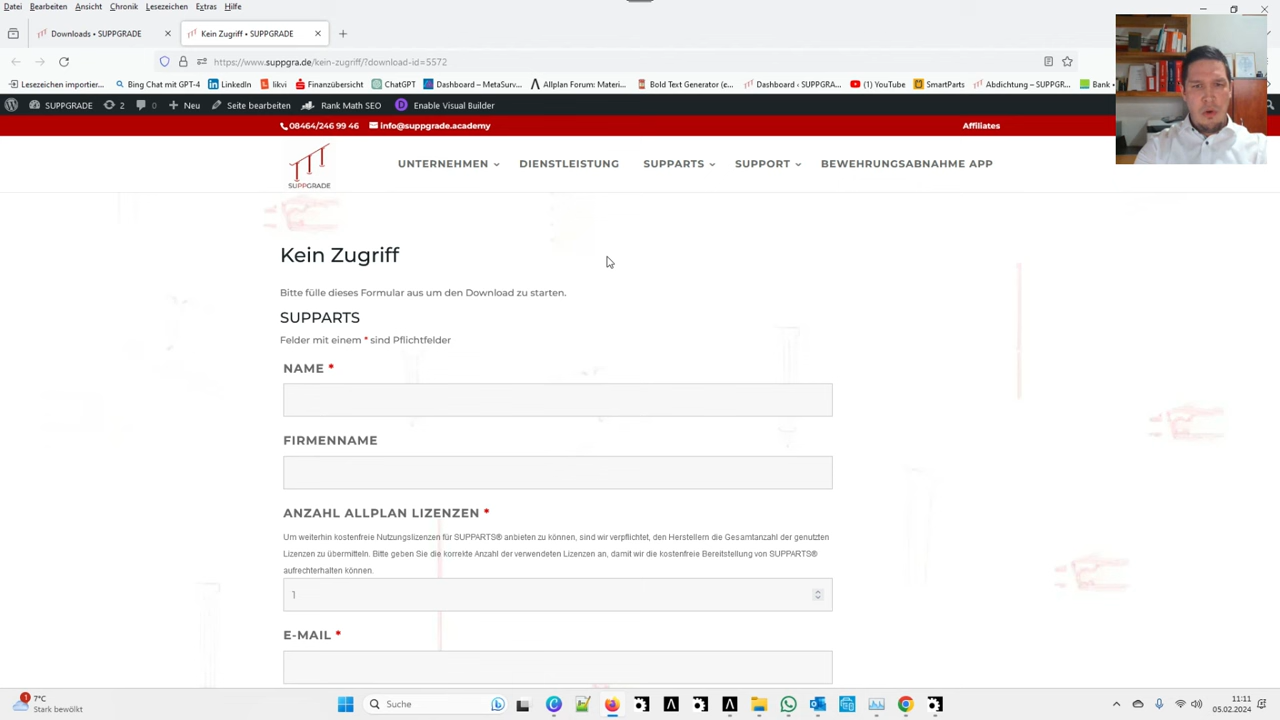 Datei Bearbeiten Ansicht Chronik Lesezeichen Extras Hilfe
Downloads • SUPPGRADE
Kein Zugriff • SUPPGRADE
https://www.suppgra.de/kein-zugriff/?download-id=5572
Lesezeichen importier...
Bing Chat mit GPT-4
LinkedIn
likvi
Finanzübersicht
ChatGPT
Dashboard — MetaSurv...
Allplan Forum: Materi...
Bold Text Generator (e...
Dashboard ‹ SUPPGRA...
(1) YouTube
SmartParts
Abdichtung – SUPPG...
Bank
SUPPGRADE
2
0
Neu
Seite bearbeiten
Rank Math SEO
Enable Visual Builder
08464/246 99 46
info@suppgrade.academy
Affiliates
SUPPGRADE
UNTERNEHMEN
DIENSTLEISTUNG
SUPPARTS
SUPPORT
BEWEHRUNGSABNAHME APP
Kein Zugriff
Bitte fülle dieses Formular aus um den Download zu starten.
SUPPARTS
Felder mit einem * sind Pflichtfelder
NAME *
FIRMENNAME
ANZAHL ALLPLAN LIZENZEN *
Um weiterhin kostenfreie Nutzungslizenzen für SUPPARTS® anbieten zu können, sind wir verpflichtet, den Herstellern die Gesamtanzahl der genutzten
Lizenzen zu übermitteln. Bitte geben Sie die korrekte Anzahl der verwendeten Lizenzen an, damit wir die kostenfreie Bereitstellung von SUPPARTS®
aufrechterhalten können.
1
E-MAIL *
7°C
Stark bewölkt
Suche
11:11
05.02.2024